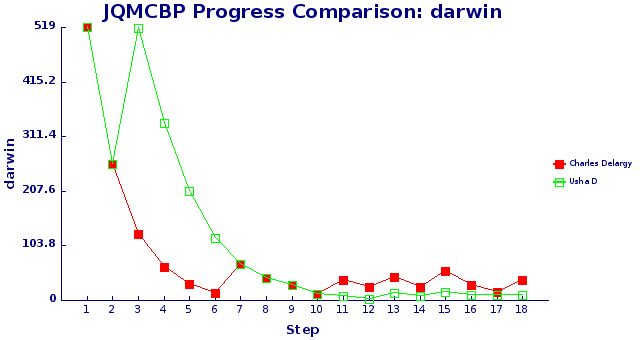 JQMCBP Progress Comparison: darwin
519
415.2
311.4
207.6
103.8
0
darwin
1 2 3 4 5 6 7 8 9 10 11 12 13 14 15 16 17 18
Step
Charles Delargy
Usha D